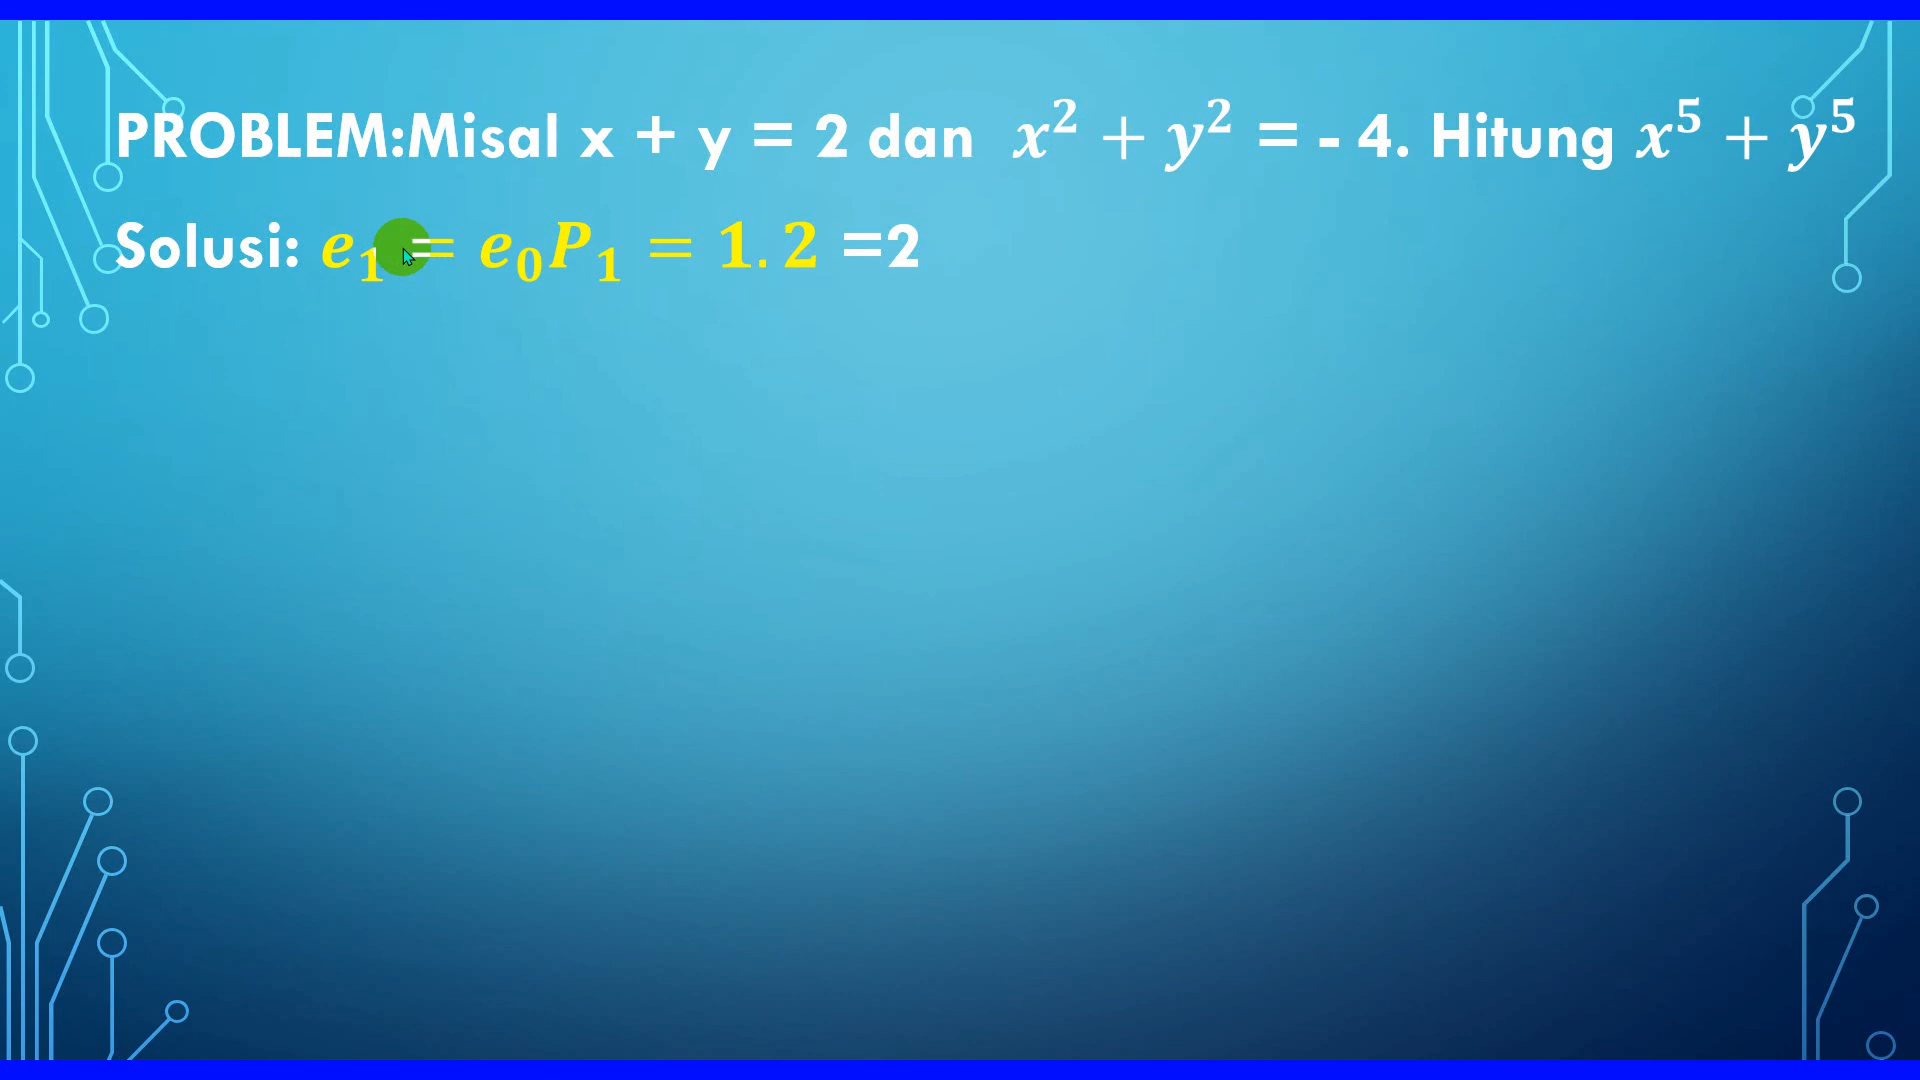 PROBLEM:Misal x + y = 2 dan x² + y² = - 4. Hitung x⁵ + y⁵
Solusi: e₁ = e₀P₁ = 1.2 =2